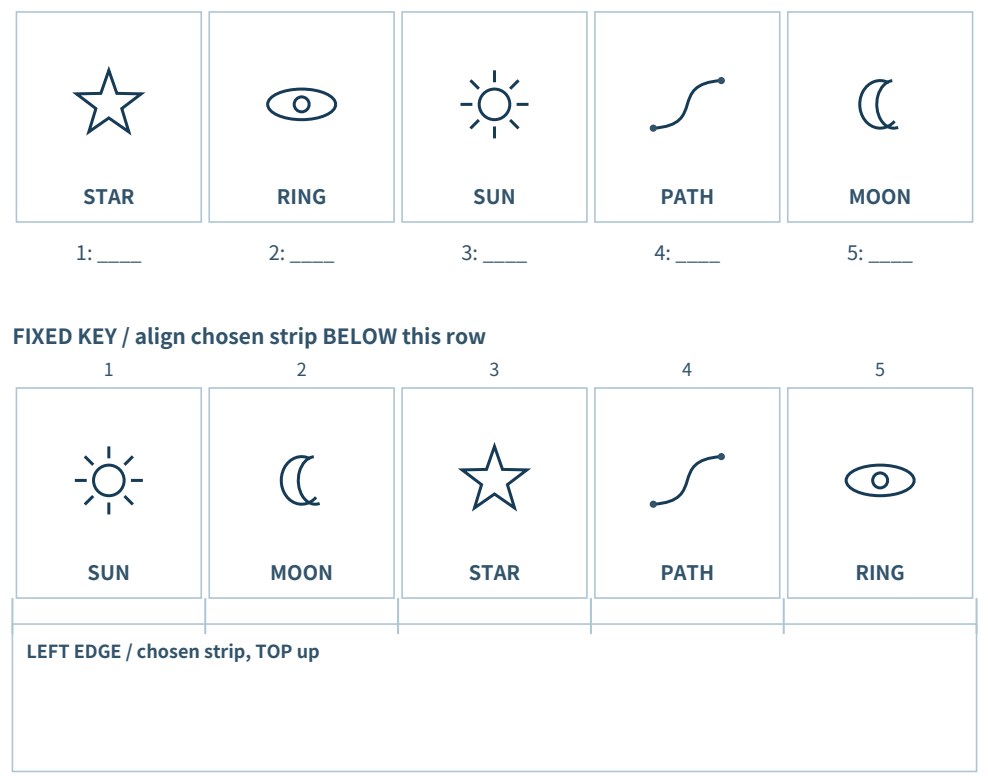 STAR RING SUN PATH MOON
1: ____ 2: ____ 3: ____ 4: ____ 5: ____
FIXED KEY / align chosen strip BELOW this row
1 2 3 4 5
SUN MOON STAR PATH RING
LEFT EDGE / chosen strip, TOP up